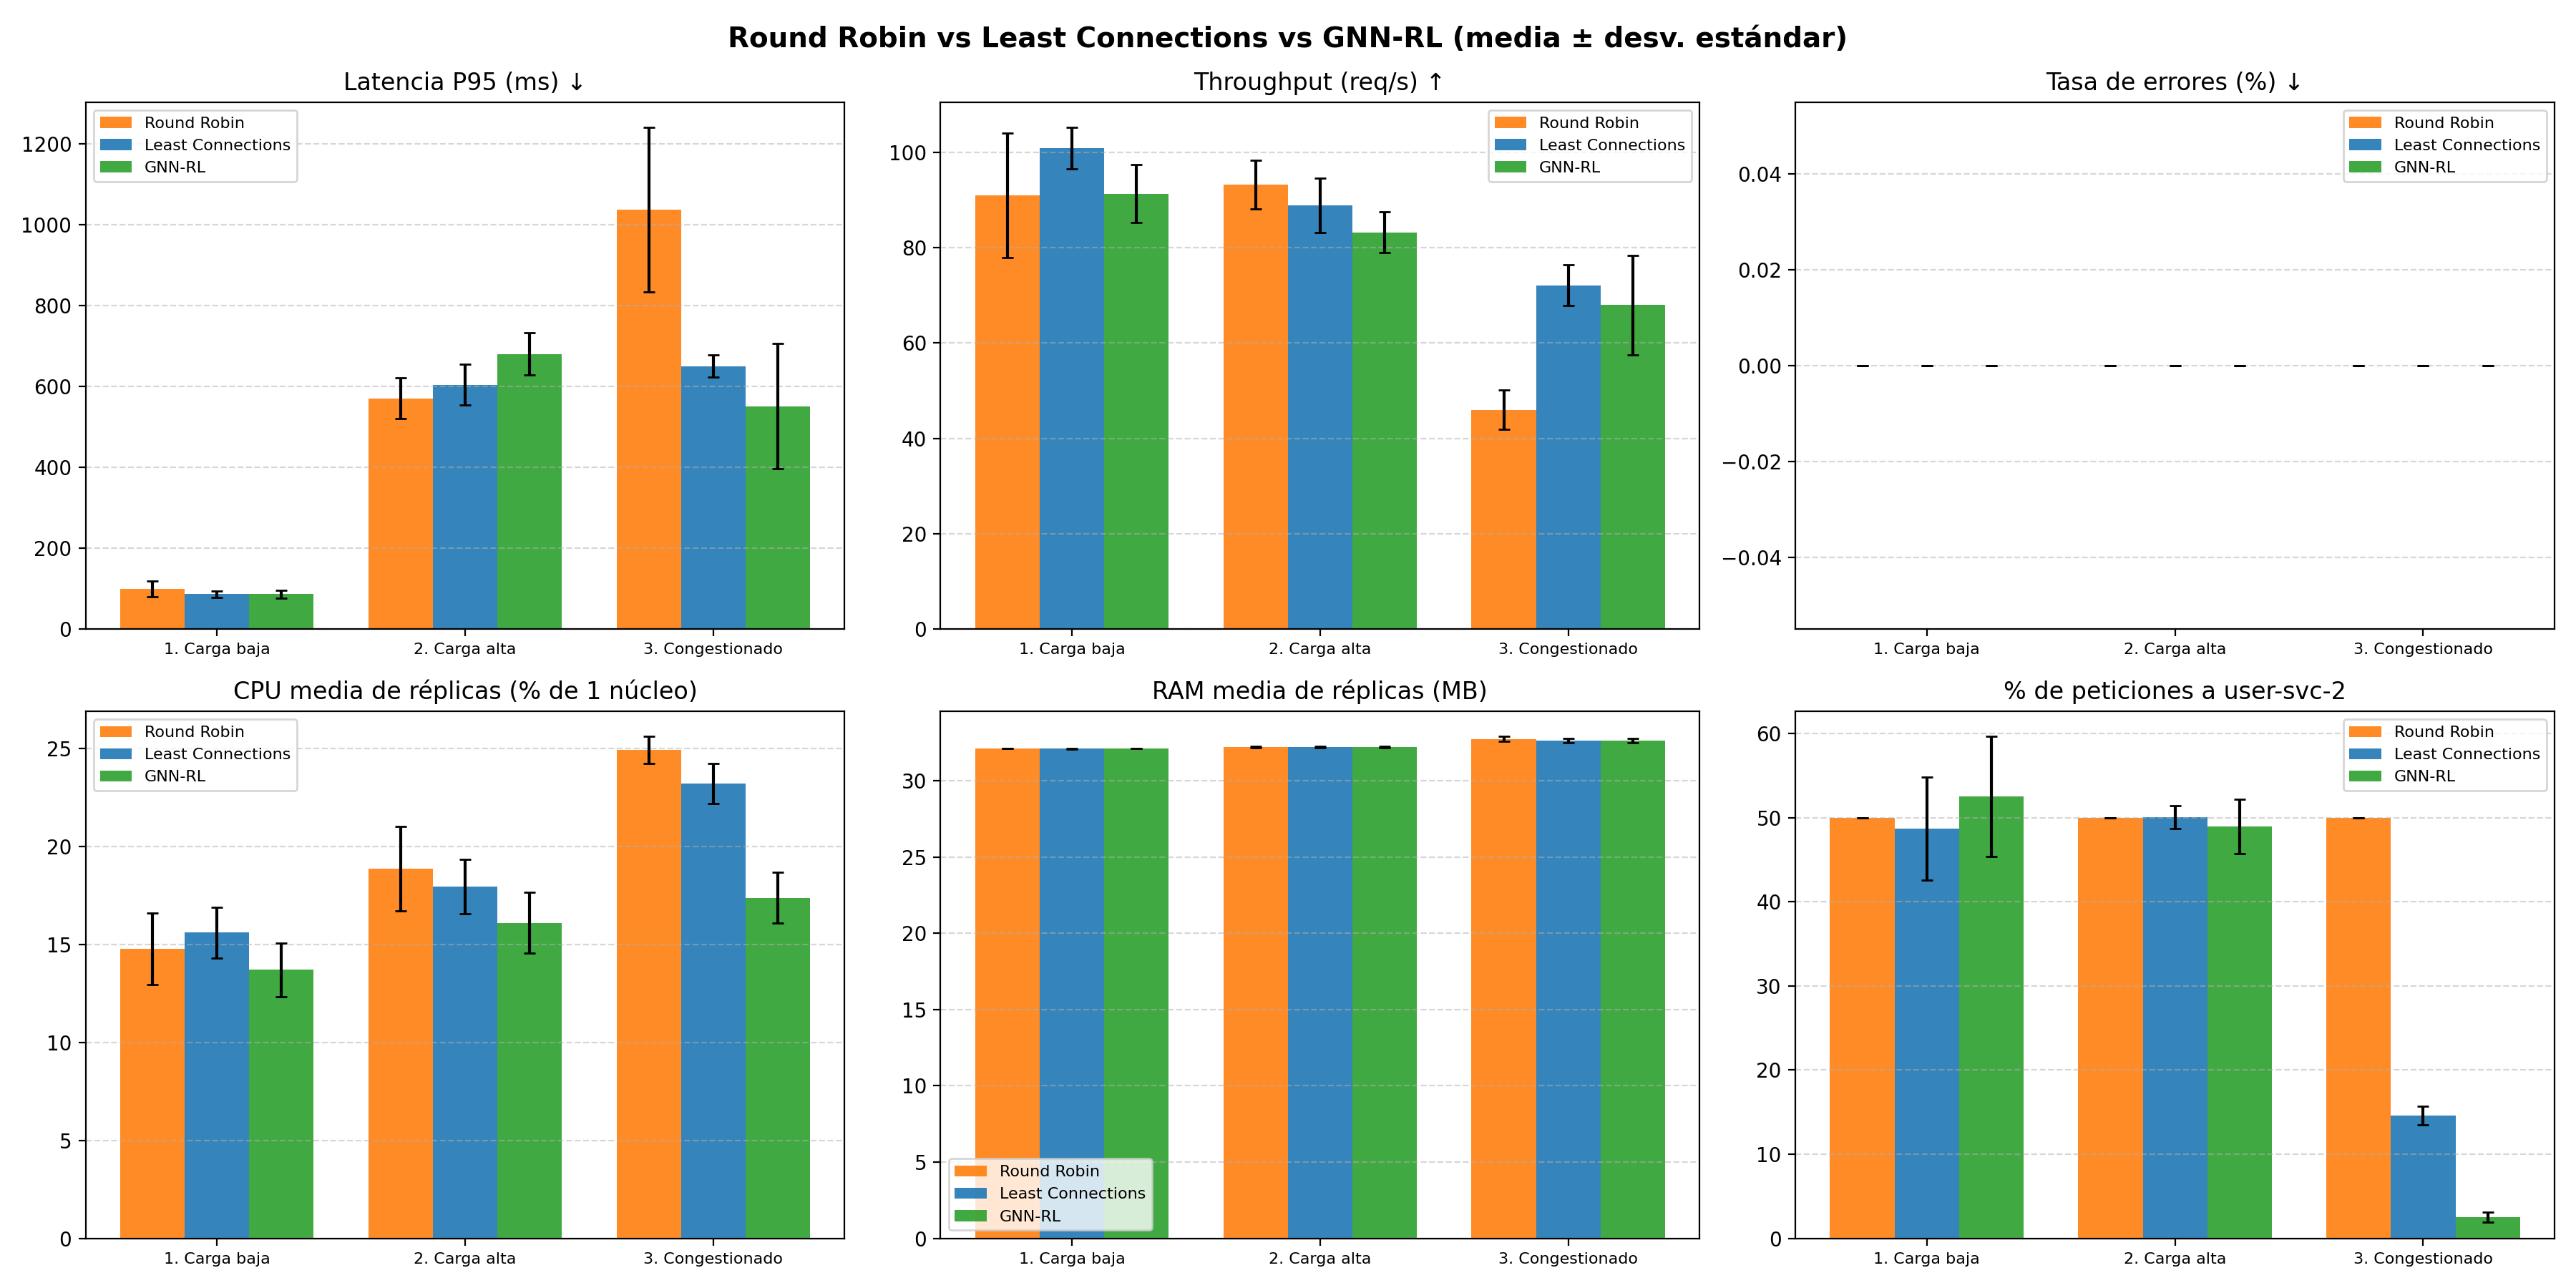 Round Robin vs Least Connections vs GNN-RL (media ± desv. estándar)
Latencia P95 (ms) ↓
1200
1000
800
600
400
200
0
Round Robin
Least Connections
GNN-RL
1. Carga baja
2. Carga alta
3. Congestionado
Throughput (req/s) ↑
100
80
60
40
20
0
Round Robin
Least Connections
GNN-RL
1. Carga baja
2. Carga alta
3. Congestionado
Tasa de errores (%) ↓
0.04
0.02
0.00
−0.02
−0.04
Round Robin
Least Connections
GNN-RL
1. Carga baja
2. Carga alta
3. Congestionado
CPU media de réplicas (% de 1 núcleo)
25
20
15
10
5
0
Round Robin
Least Connections
GNN-RL
1. Carga baja
2. Carga alta
3. Congestionado
RAM media de réplicas (MB)
30
25
20
15
10
5
0
Round Robin
Least Connections
GNN-RL
1. Carga baja
2. Carga alta
3. Congestionado
% de peticiones a user-svc-2
60
50
40
30
20
10
0
Round Robin
Least Connections
GNN-RL
1. Carga baja
2. Carga alta
3. Congestionado